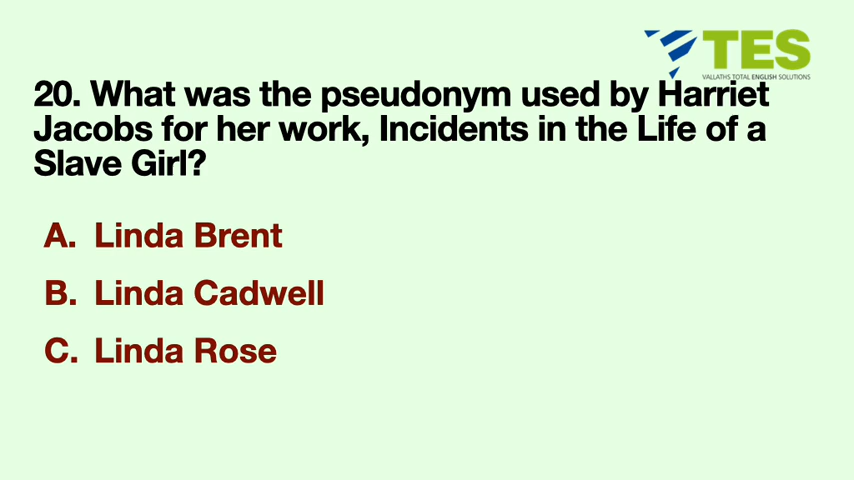 TES
VALLATHS TOTAL ENGLISH SOLUTIONS
20. What was the pseudonym used by Harriet
Jacobs for her work, Incidents in the Life of a
Slave Girl?
A. Linda Brent
B. Linda Cadwell
C. Linda Rose